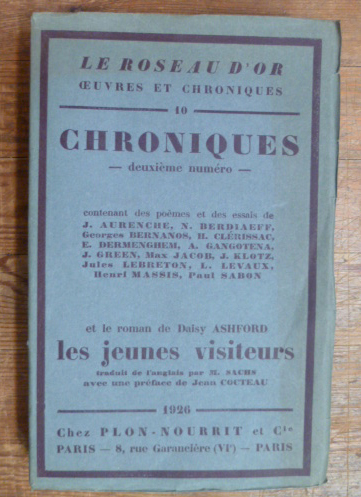 LE ROSEAU D'OR
ŒUVRES ET CHRONIQUES
10
CHRONIQUES
— deuxième numéro —
contenant des poèmes et des essais de
J. AURENCHE, N. BERDIAEFF,
Georges BERNANOS, H. CLÉRISSAC,
E. DERMENGHEM, A. GANGOTENA,
J. GREEN, Max JACOB, J. KLOTZ,
Jules LEBRETON, L. LEVAUX,
Henri MASSIS, Paul SABON
et le roman de Daisy ASHFORD
les jeunes visiteurs
traduit de l'anglais par M. SACHS
avec une préface de Jean COCTEAU
1926
Chez PLON-NOURRIT et Cie
PARIS — 8, rue Garancière (VIe) — PARIS